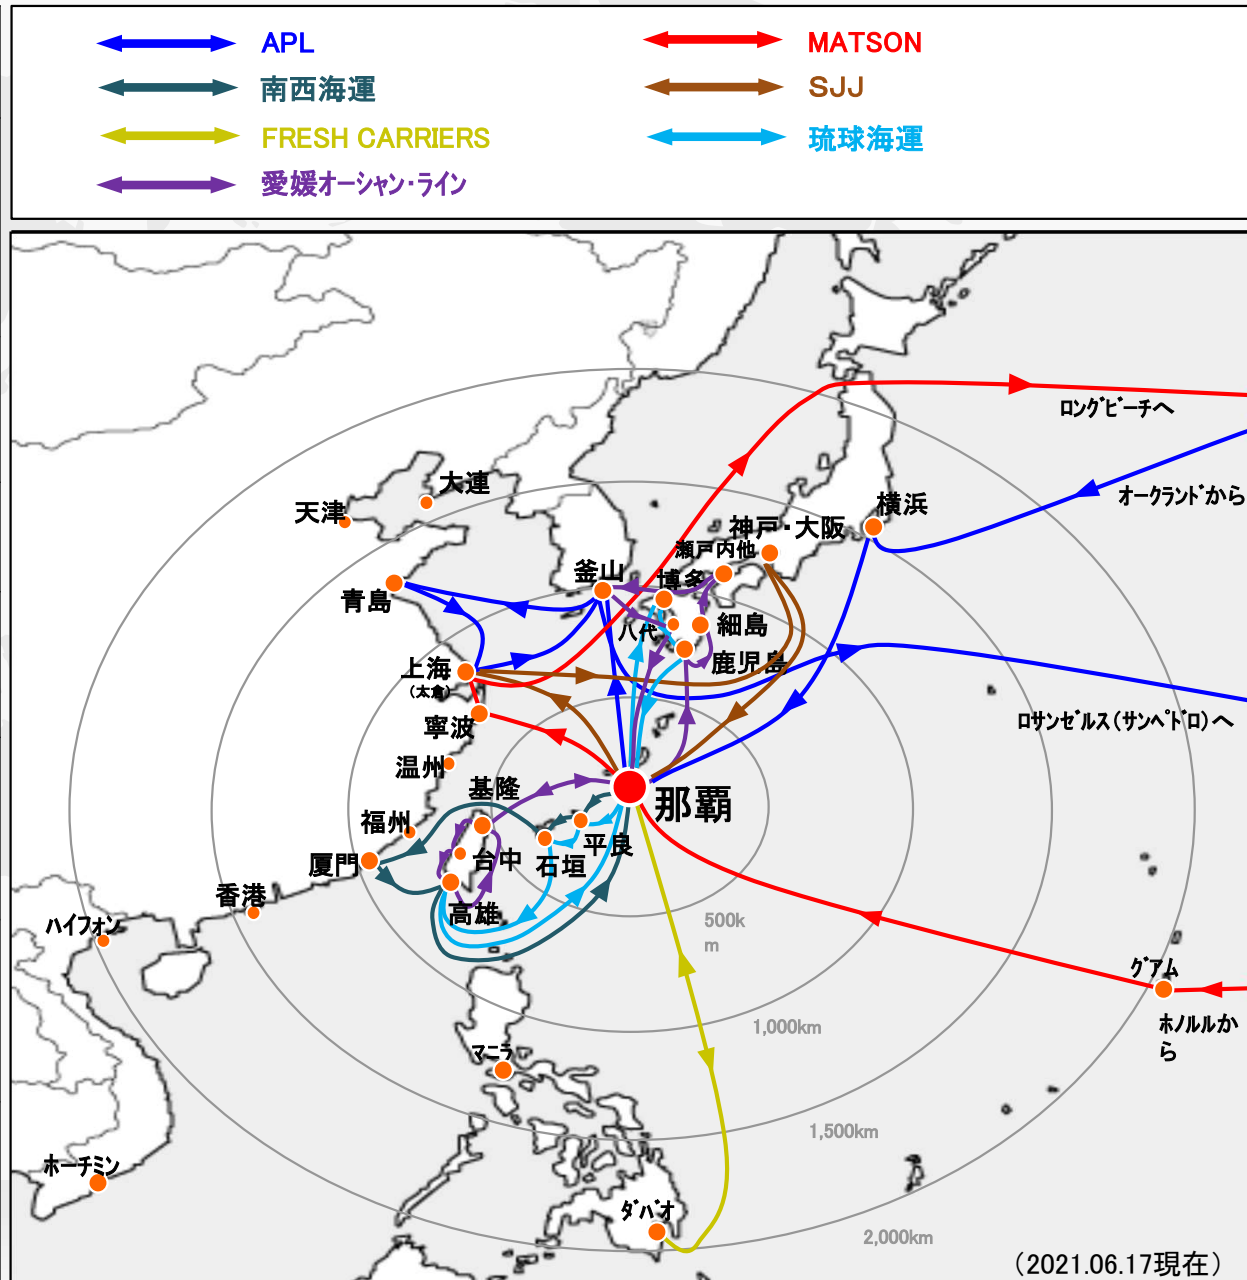 APL
MATSON
南西海運
SJJ
FRESH CARRIERS
琉球海運
愛媛オーシャン・ライン
ロングビーチへ
大連
オークランドから
天津
横浜
神戸・大阪
瀬戸内他
釜山
博多
青島
八代
細島
上海
鹿児島
(太倉)
ロサンゼルス(サンペドロ)へ
寧波
温州
基隆
那覇
福州
平良
厦門
台中
石垣
香港
高雄
500k
m
ハイフォン
グアム
1,000km
ホノルルか
ら
マニラ
1,500km
ホーチミン
ダバオ
2,000km
(2021.06.17現在)